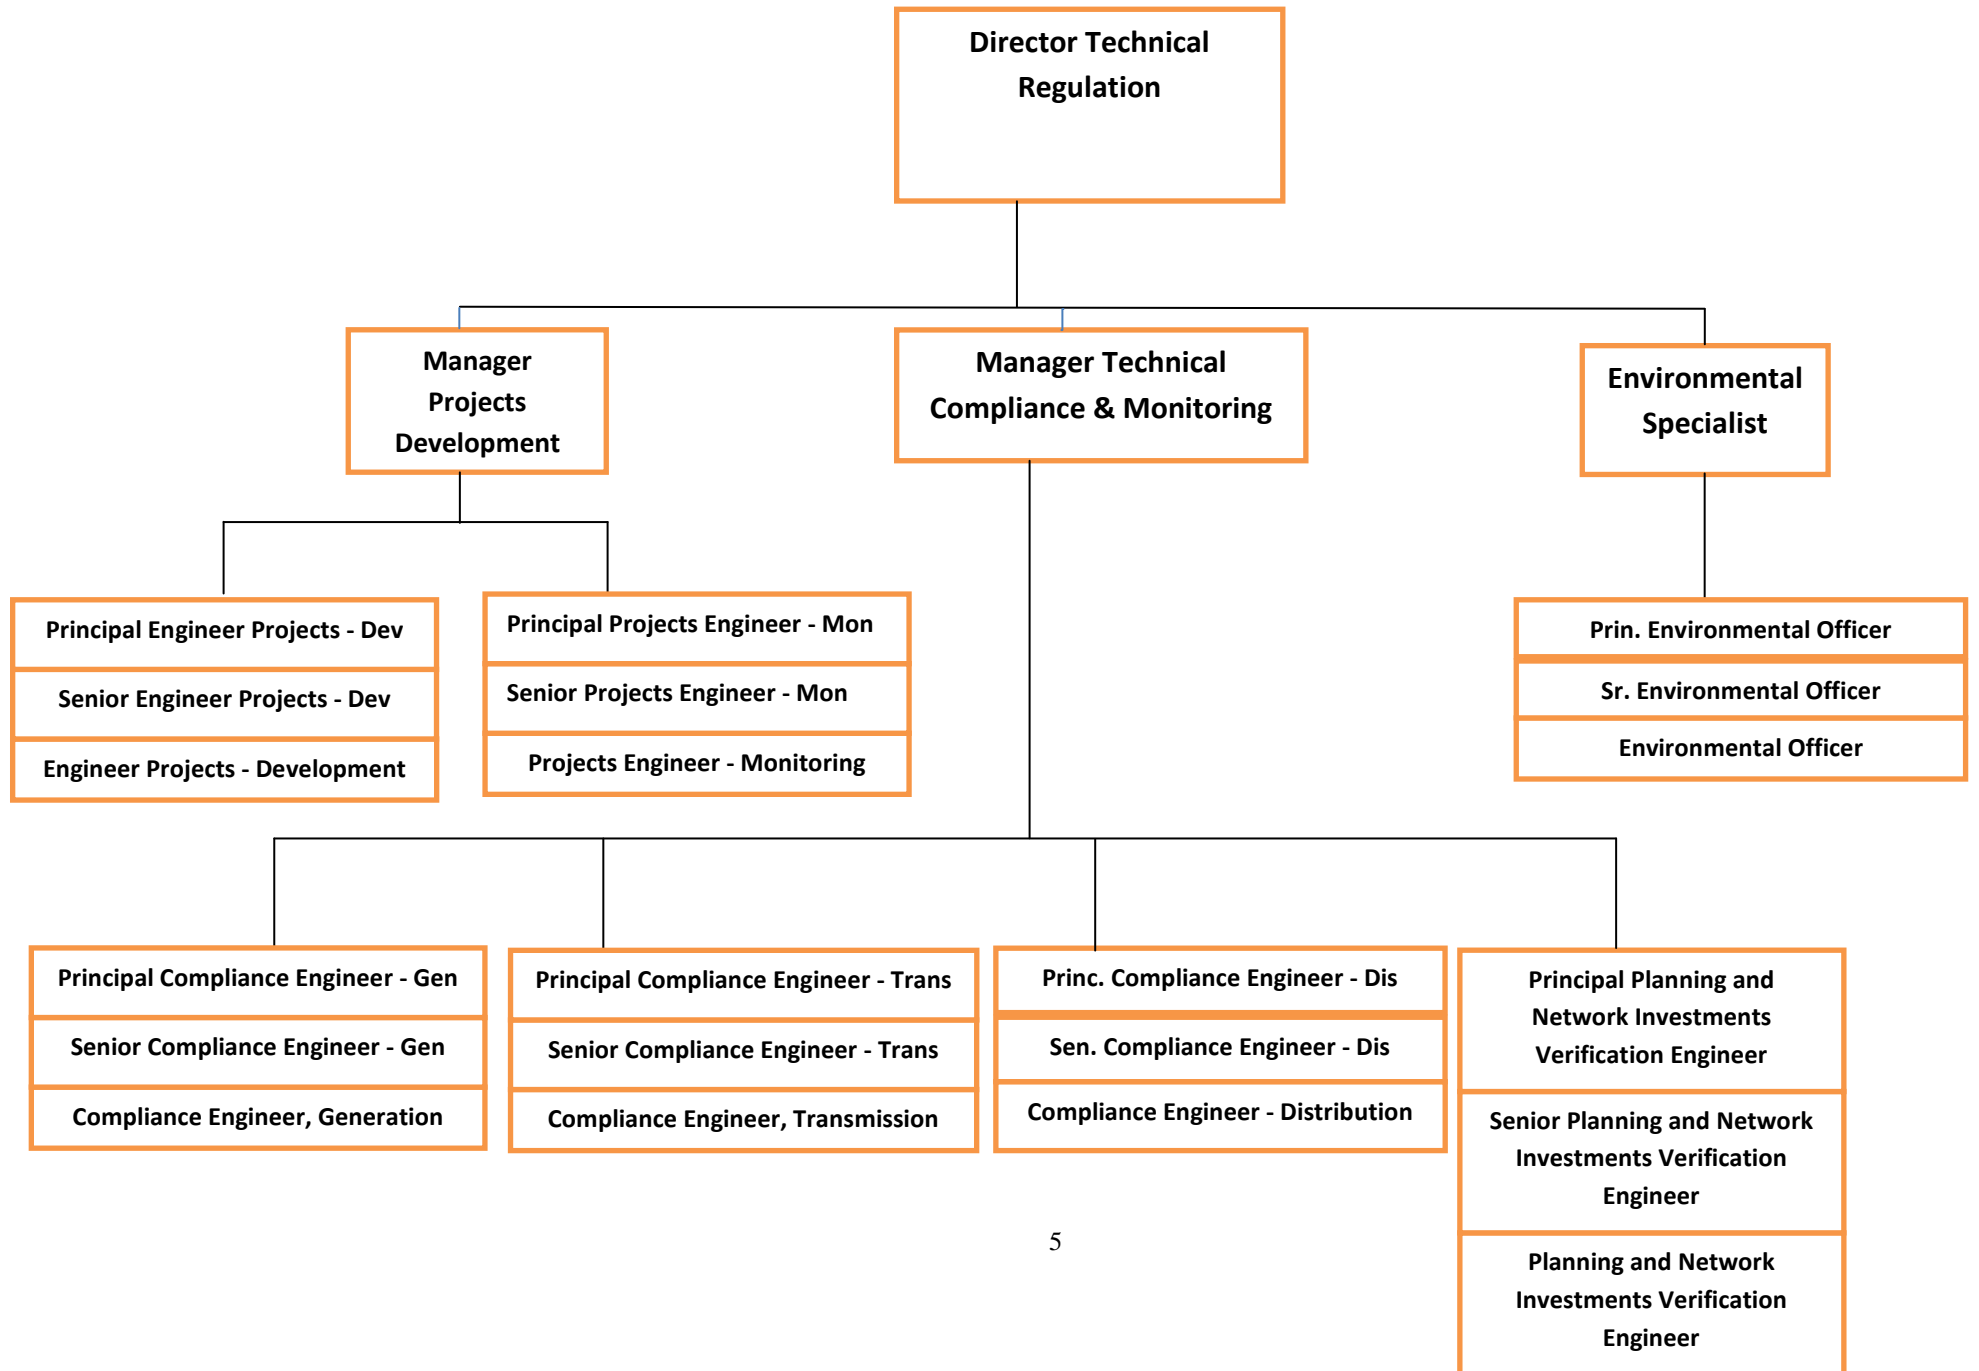 Director Technical
Regulation
Manager
Projects
Development
Manager Technical
Compliance & Monitoring
Environmental
Specialist
Principal Engineer Projects - Dev
Senior Engineer Projects - Dev
Engineer Projects - Development
Principal Projects Engineer - Mon
Senior Projects Engineer - Mon
Projects Engineer - Monitoring
Prin. Environmental Officer
Sr. Environmental Officer
Environmental Officer
Principal Compliance Engineer - Gen
Senior Compliance Engineer - Gen
Compliance Engineer, Generation
Principal Compliance Engineer - Trans
Senior Compliance Engineer - Trans
Compliance Engineer, Transmission
Princ. Compliance Engineer - Dis
Sen. Compliance Engineer - Dis
Compliance Engineer - Distribution
Principal Planning and
Network Investments
Verification Engineer
Senior Planning and Network
Investments Verification
Engineer
Planning and Network
Investments Verification
Engineer
5